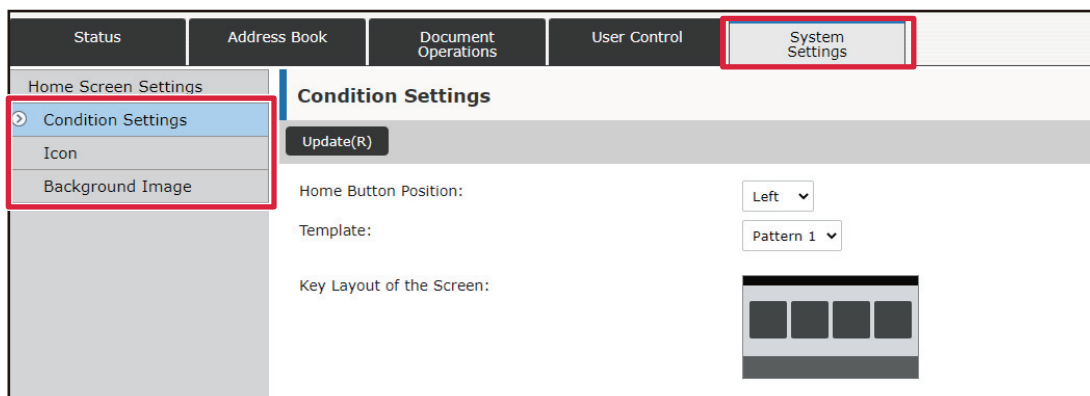 Status
Address Book
Document
Operations
User Control
System
Settings
Home Screen Settings
Condition Settings
Icon
Background Image
Condition Settings
Update(R)
Home Button Position:
Left
Template:
Pattern 1
Key Layout of the Screen: